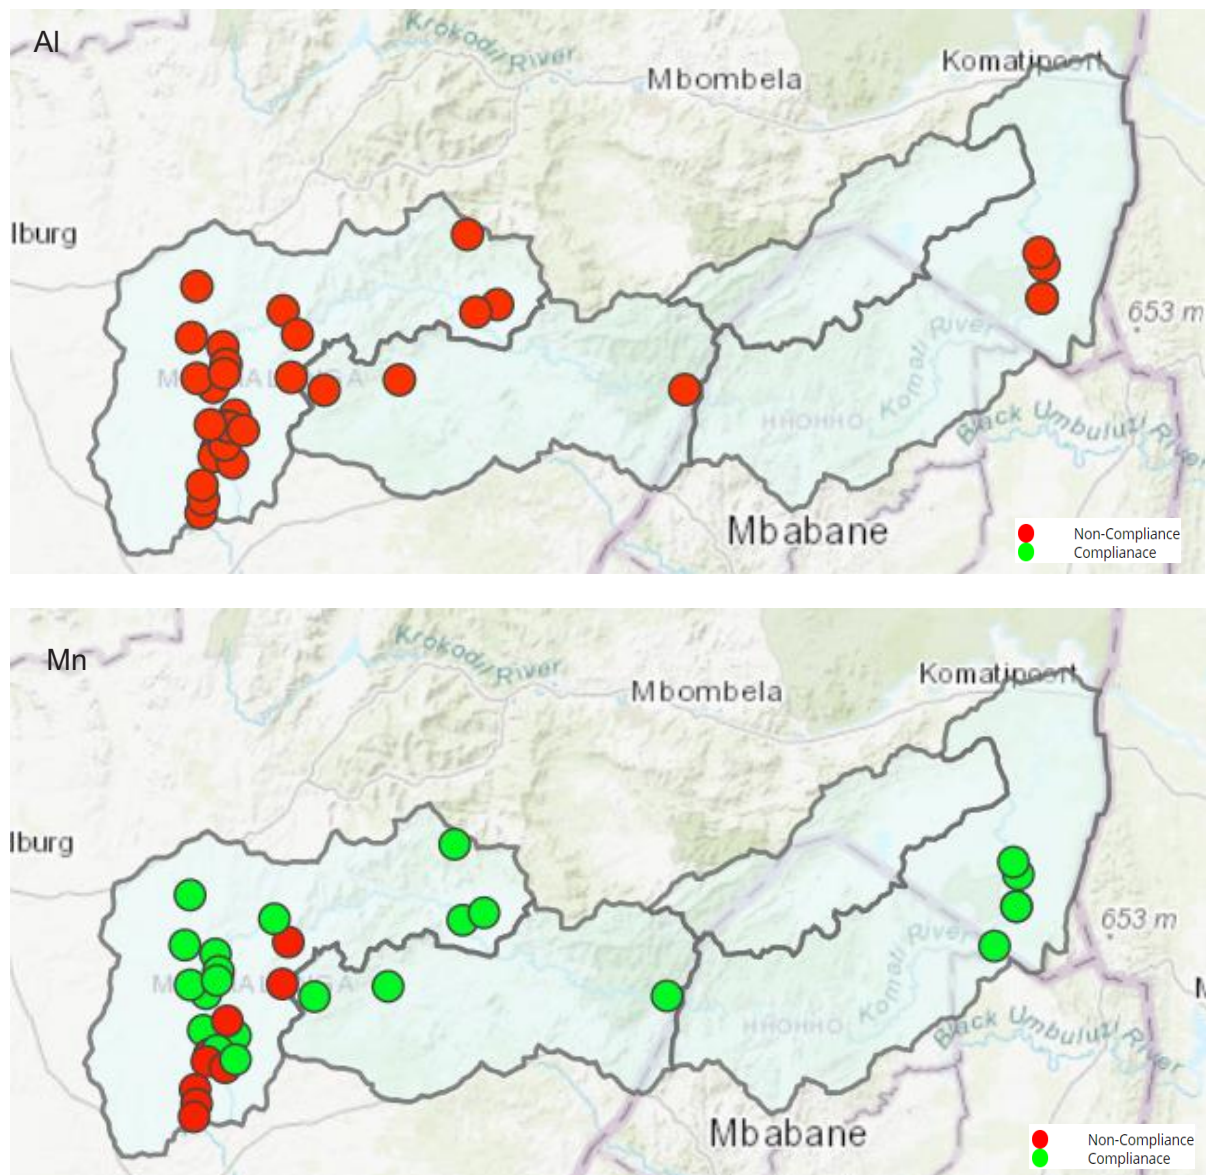 Al
Krokodil River
Komatipoort
Mbombela
lburg
653 m
River
Komati
HHOHHO
Black Umbuluzi River
Mbabane
Non-Compliance
Complianace
Mn
Krokodil River
Komatipoort
Mbombela
lburg
653 m
River
Komati
HHOHHO
Black Umbuluzi River
Mbabane
Non-Compliance
Complianace